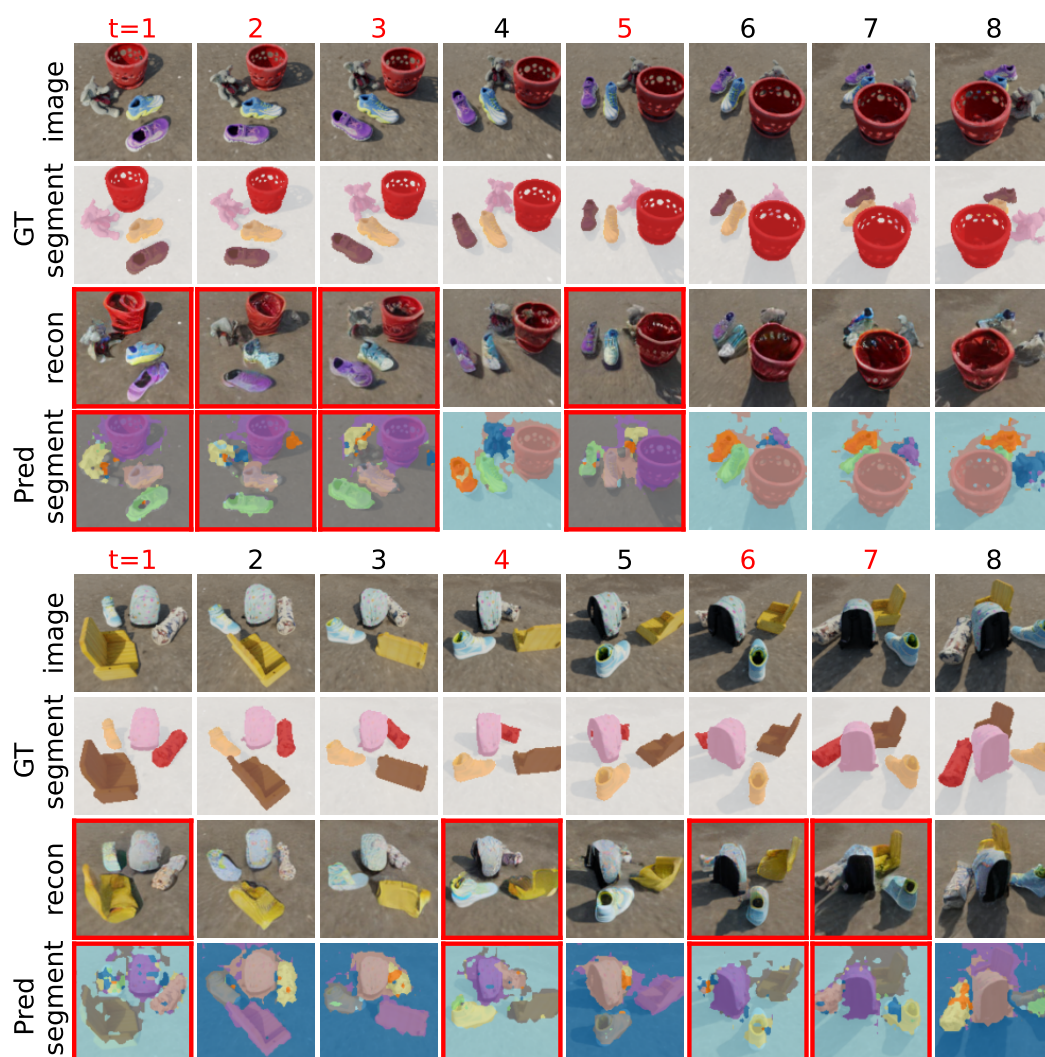 t=1 2 3 4 5 6 7 8
image
GT segment
recon
Pred segment
t=1 2 3 4 5 6 7 8
image
GT segment
recon
Pred segment